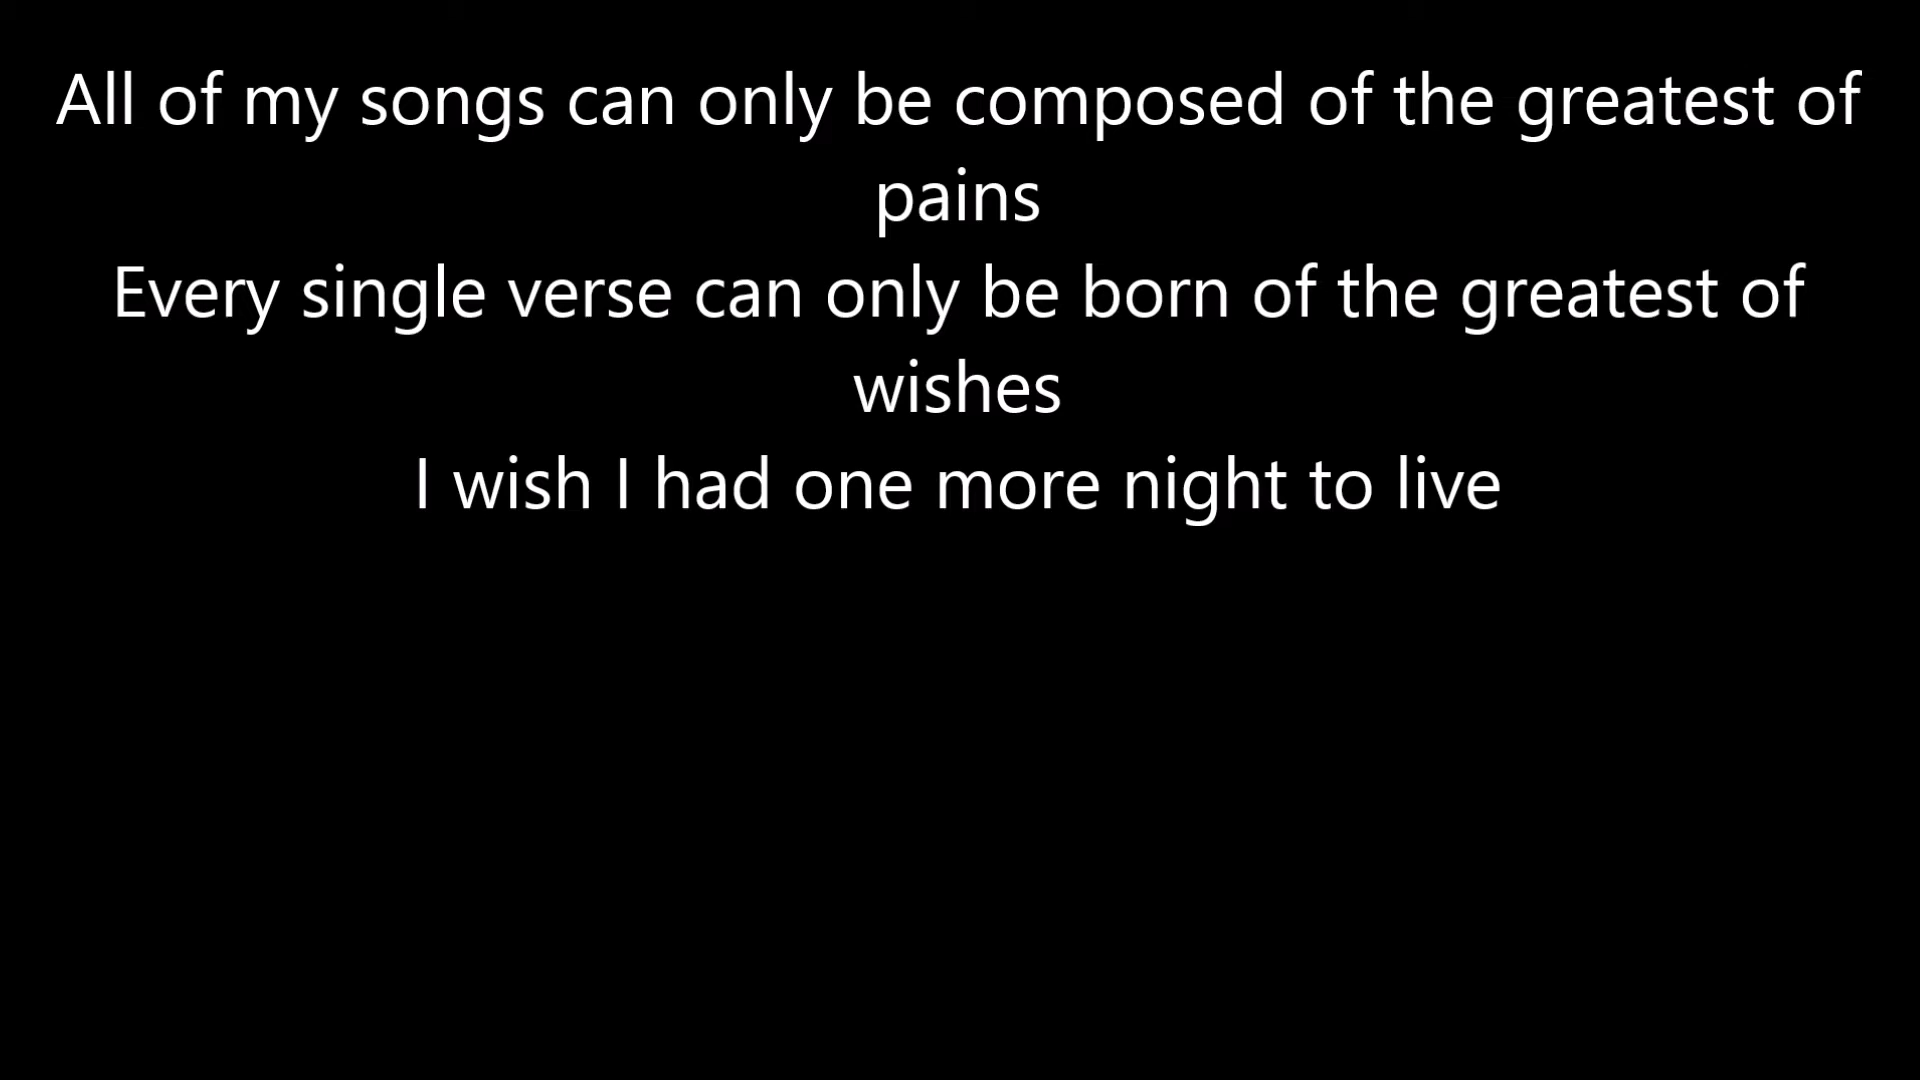 All of my songs can only be composed of the greatest of
pains
Every single verse can only be born of the greatest of
wishes
I wish I had one more night to live